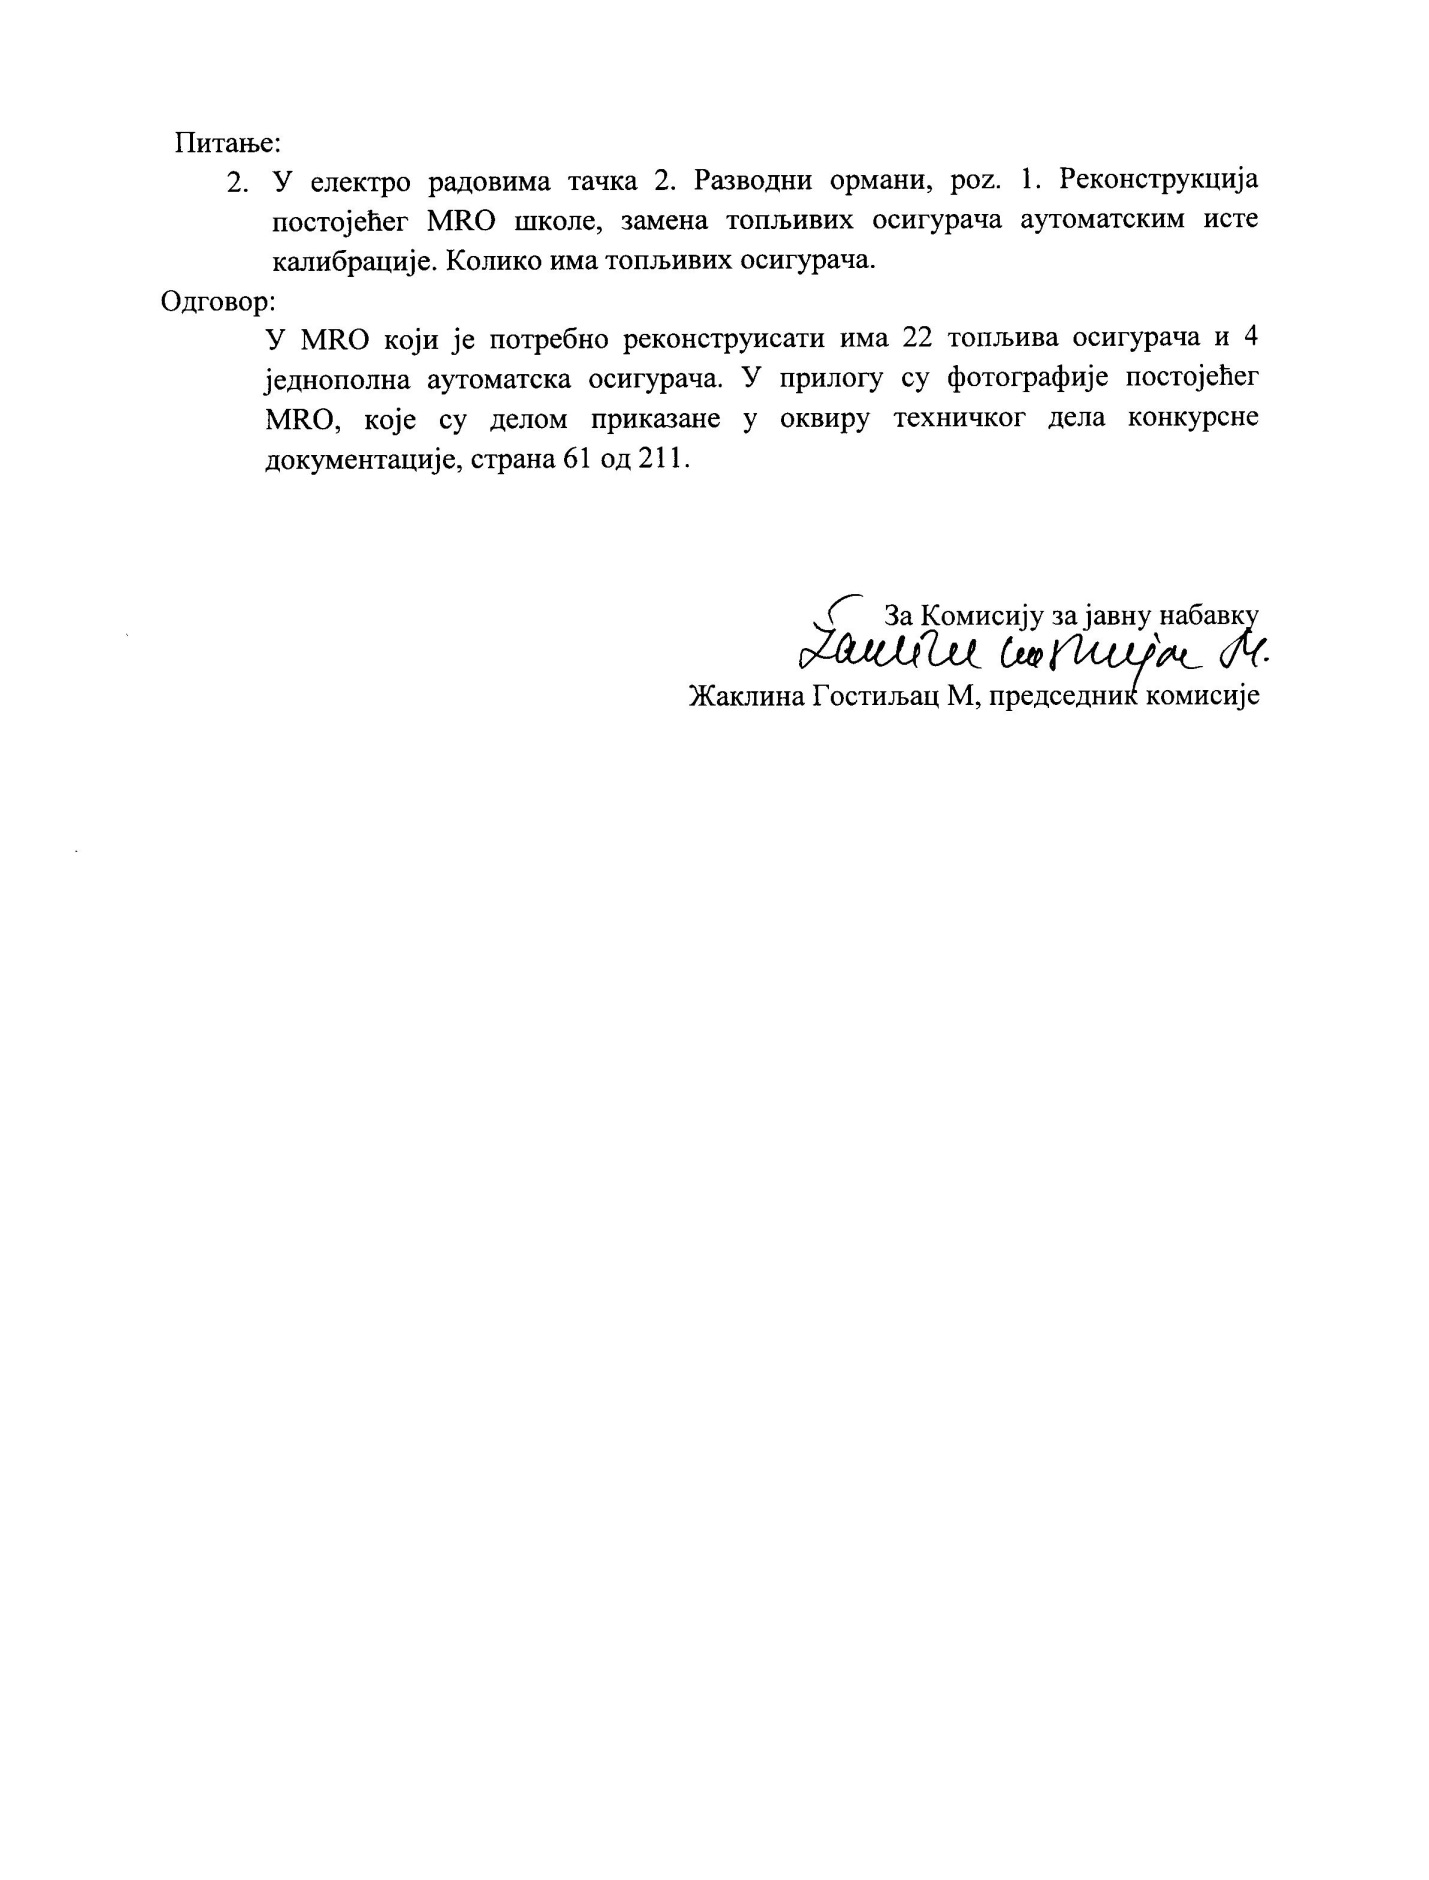 Питање:
2. У електро радовима тачка 2. Разводни ормани, poz. 1. Реконструкција
постојећег MRO школе, замена топљивих осигурача аутоматским исте
калибрације. Колико има топљивих осигурача.
Одговор:
У MRO који је потребно реконструисати има 22 топљива осигурача и 4
једнополна аутоматска осигурача. У прилогу су фотографије постојећег
MRO, које су делом приказане у оквиру техничког дела конкурсне
документације, страна 61 од 211.
За Комисију за јавну набавку
Жаклина Гостиљац М, председник комисије